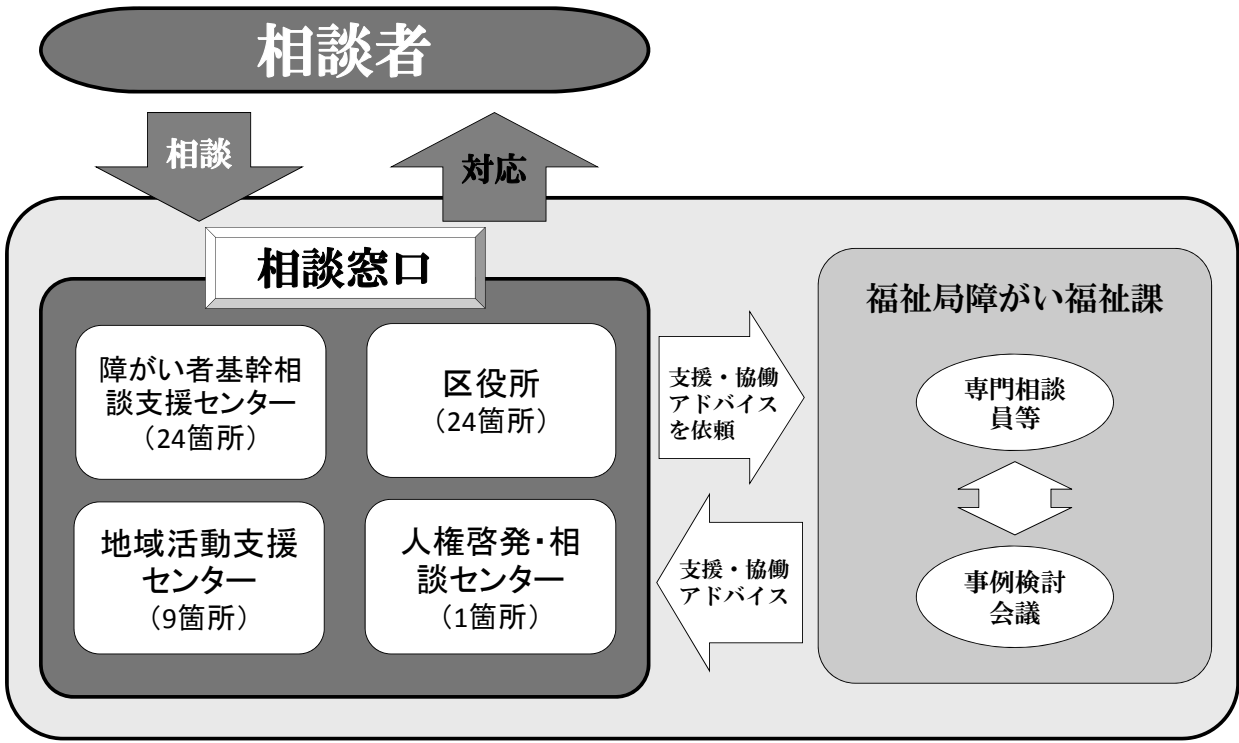 相談者
相談
対応
相談窓口
障がい者基幹相
談支援センター
（24箇所）
区役所
（24箇所）
地域活動支援
センター
（9箇所）
人権啓発・相
談センター
（1箇所）
支援・協働
アドバイス
を依頼
支援・協働
アドバイス
福祉局障がい福祉課
専門相談
員等
事例検討
会議